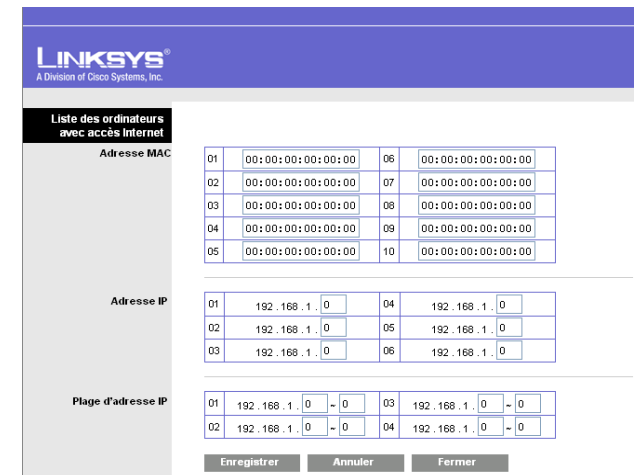 LINKSYS®
A Division of Cisco Systems, Inc.
Liste des ordinateurs
avec accès Internet
Adresse MAC
01 00:00:00:00:00:00 06 00:00:00:00:00:00
02 00:00:00:00:00:00 07 00:00:00:00:00:00
03 00:00:00:00:00:00 08 00:00:00:00:00:00
04 00:00:00:00:00:00 09 00:00:00:00:00:00
05 00:00:00:00:00:00 10 00:00:00:00:00:00
Adresse IP
01 192 . 168 . 1 . 0 04 192 . 168 . 1 . 0
02 192 . 168 . 1 . 0 05 192 . 168 . 1 . 0
03 192 . 168 . 1 . 0 06 192 . 168 . 1 . 0
Plage d'adresse IP
01 192 . 168 . 1 . 0 ~ 0 03 192 . 168 . 1 . 0 ~ 0
02 192 . 168 . 1 . 0 ~ 0 04 192 . 168 . 1 . 0 ~ 0
Enregistrer Annuler Fermer